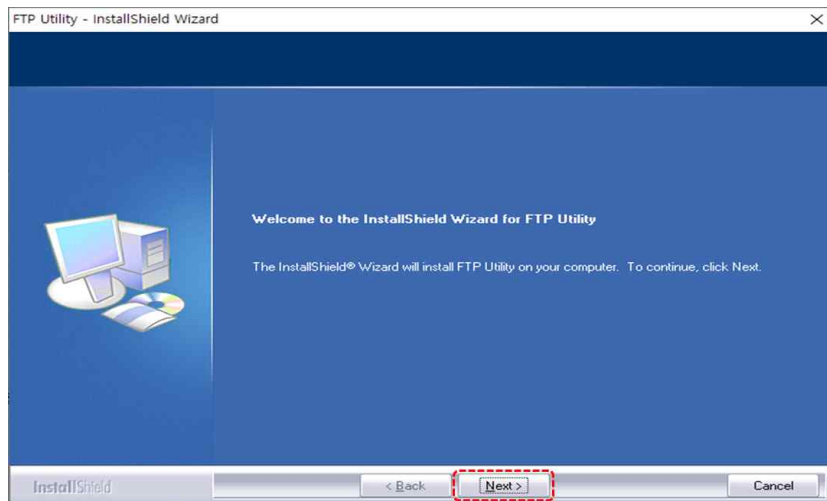 FTP Utility - InstallShield Wizard
Welcome to the InstallShield Wizard for FTP Utility
The InstallShield® Wizard will install FTP Utility on your computer. To continue, click Next.
InstallShield
< Back
Next >
Cancel